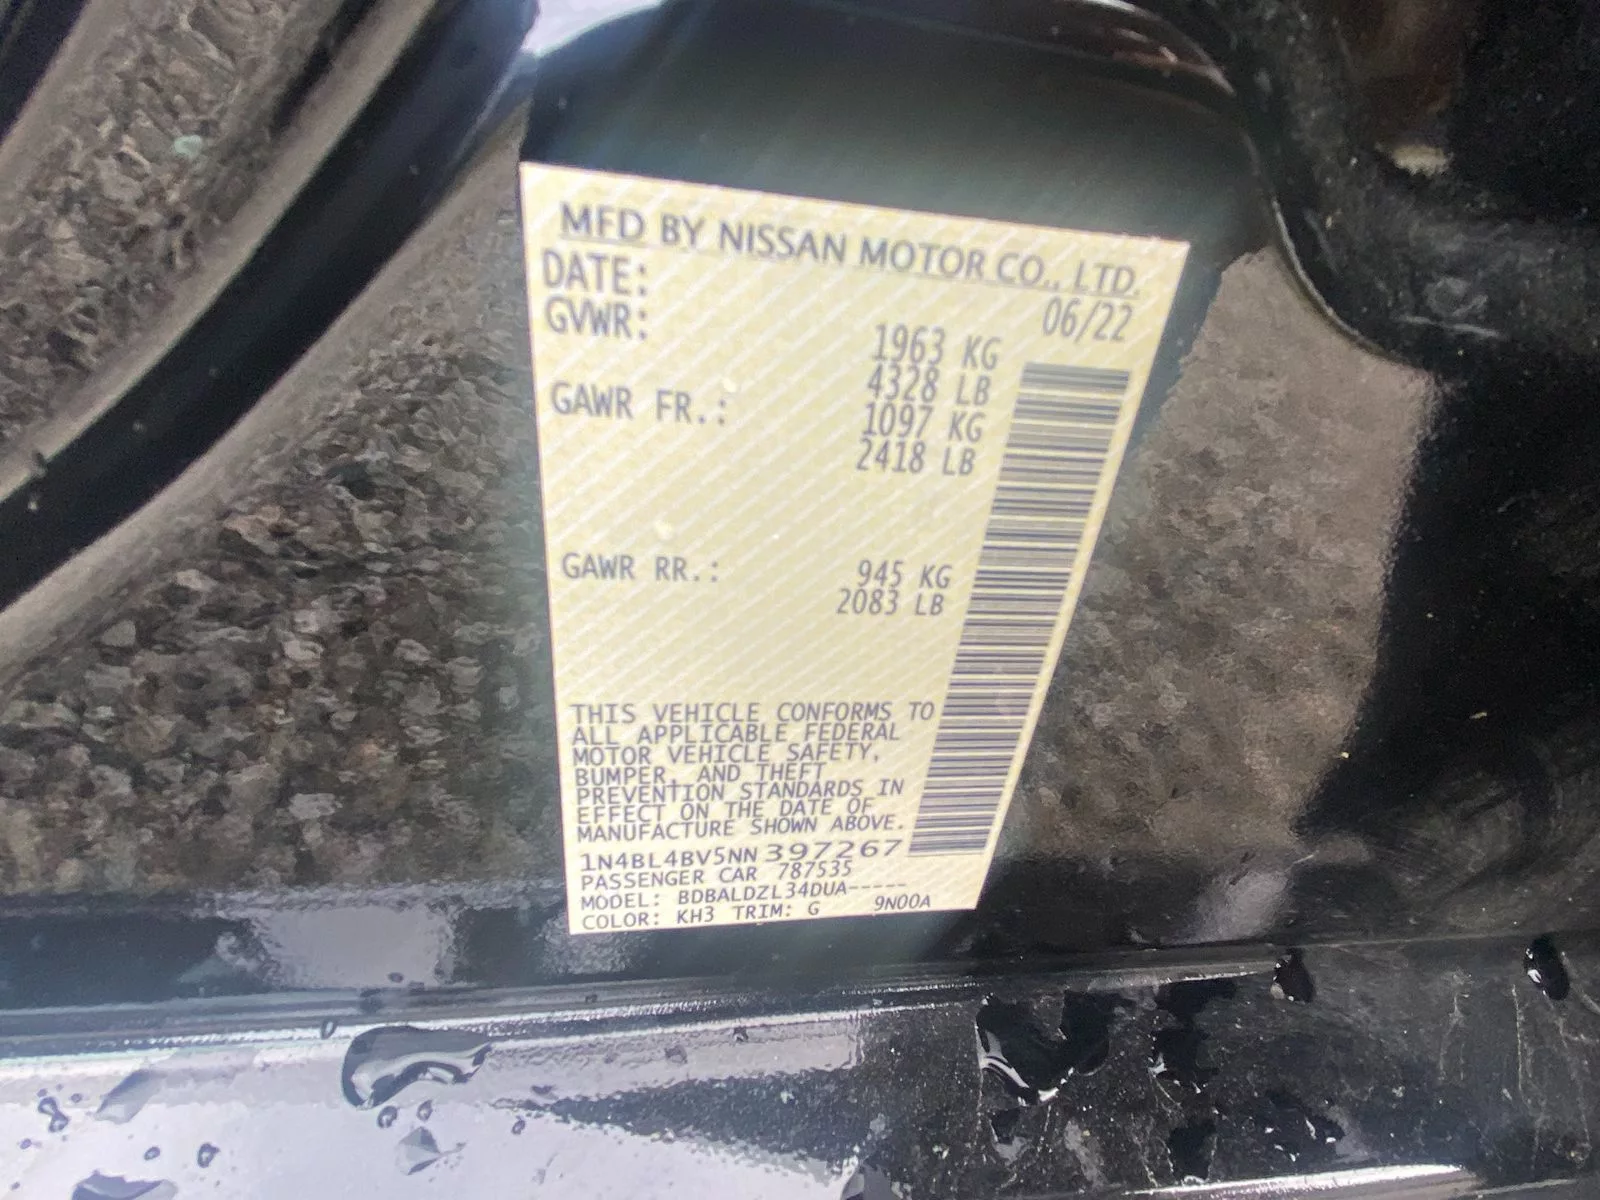 MFD BY NISSAN MOTOR CO., LTD.
DATE: 06/22
GVWR: 1963 KG
4328 LB
GAWR FR.: 1097 KG
2418 LB
GAWR RR.: 945 KG
2083 LB
THIS VEHICLE CONFORMS TO
ALL APPLICABLE FEDERAL
MOTOR VEHICLE SAFETY,
BUMPER, AND THEFT
PREVENTION STANDARDS IN
EFFECT ON THE DATE OF
MANUFACTURE SHOWN ABOVE.
1N4BL4BV5NN397267
PASSENGER CAR 787535
MODEL: BDBALDZL34DUA-----
COLOR: KH3 TRIM: G 9N00A